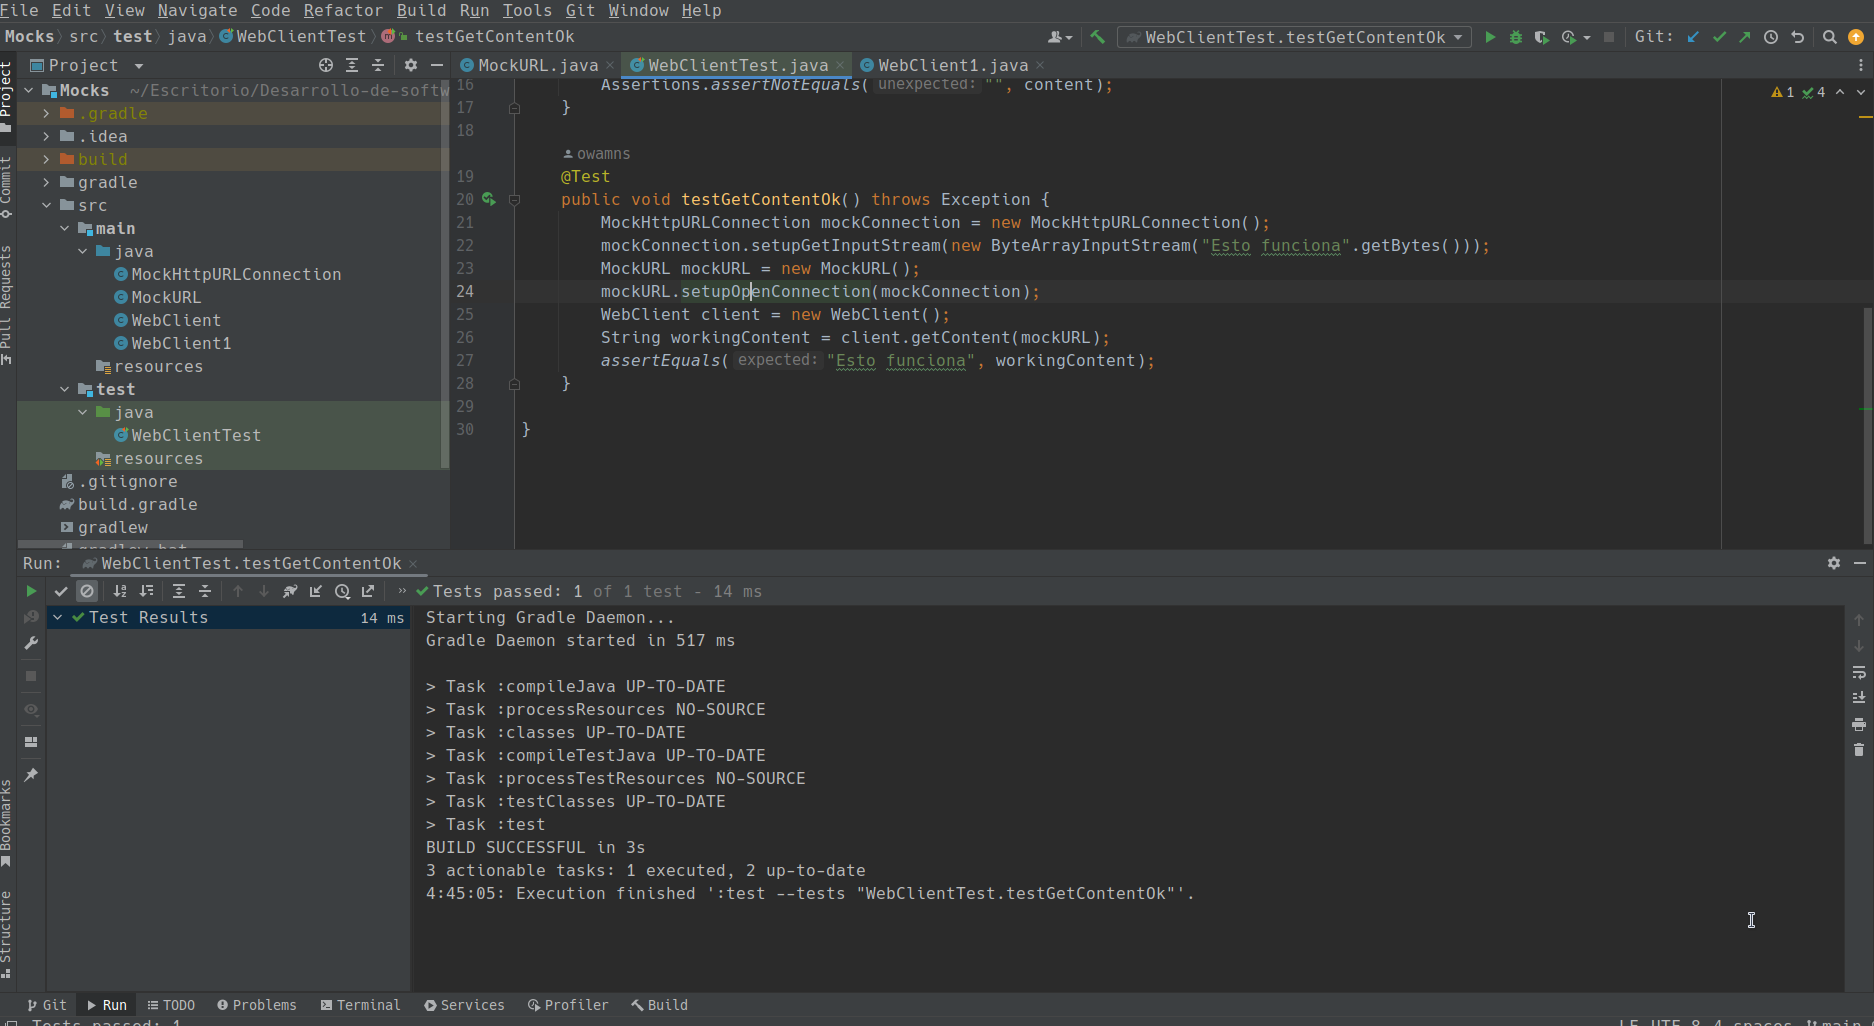 File Edit View Navigate Code Refactor Build Run Tools Git Window Help
Mocks src test java WebClientTest testGetContentOk
WebClientTest.testGetContentOk
Git:
Project
Commit
Pull Requests
Bookmarks
Structure
Project
Mocks ~/Escritorio/Desarrollo-de-softw
.gradle
.idea
build
gradle
src
main
java
MockHttpURLConnection
MockURL
WebClient
WebClient1
resources
test
java
WebClientTest
resources
.gitignore
build.gradle
gradlew
gradlew.bat
MockURL.java WebClientTest.java WebClient1.java
1 4
16 Assertions.assertNotEquals( unexpected: "", content);
17 }
18
owamns
19 @Test
20 public void testGetContentOk() throws Exception {
21 MockHttpURLConnection mockConnection = new MockHttpURLConnection();
22 mockConnection.setupGetInputStream(new ByteArrayInputStream("Esto funciona".getBytes()));
23 MockURL mockURL = new MockURL();
24 mockURL.setupOpenConnection(mockConnection);
25 WebClient client = new WebClient();
26 String workingContent = client.getContent(mockURL);
27 assertEquals( expected: "Esto funciona", workingContent);
28 }
29
30 }
Run: WebClientTest.testGetContentOk
Tests passed: 1 of 1 test - 14 ms
Test Results 14 ms
Starting Gradle Daemon...
Gradle Daemon started in 517 ms
> Task :compileJava UP-TO-DATE
> Task :processResources NO-SOURCE
> Task :classes UP-TO-DATE
> Task :compileTestJava UP-TO-DATE
> Task :processTestResources NO-SOURCE
> Task :testClasses UP-TO-DATE
> Task :test
BUILD SUCCESSFUL in 3s
3 actionable tasks: 1 executed, 2 up-to-date
4:45:05: Execution finished ':test --tests "WebClientTest.testGetContentOk"'.
Git Run TODO Problems Terminal Services Profiler Build
Tests passed: 1
LF UTF-8 4 spaces main